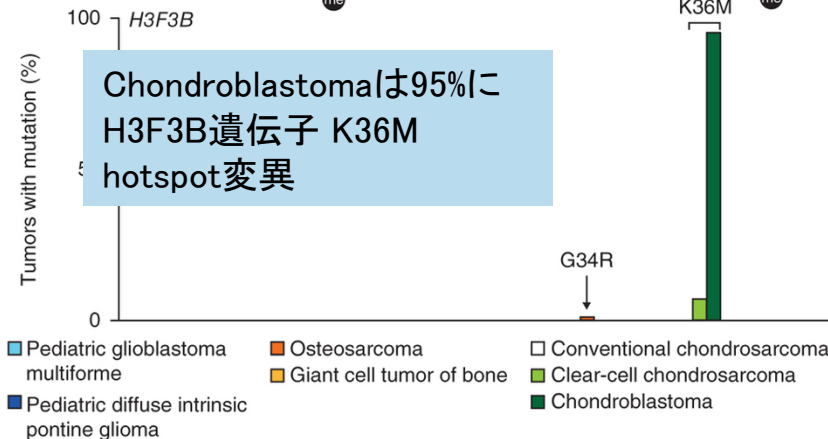 me
me
K36M
100
H3F3B
Chondroblastomaは95%に
H3F3B遺伝子 K36M
hotspot変異
Tumors with mutation (%)
G34R
0
Pediatric glioblastoma
multiforme
Pediatric diffuse intrinsic
pontine glioma
Osteosarcoma
Giant cell tumor of bone
Conventional chondrosarcoma
Clear-cell chondrosarcoma
Chondroblastoma